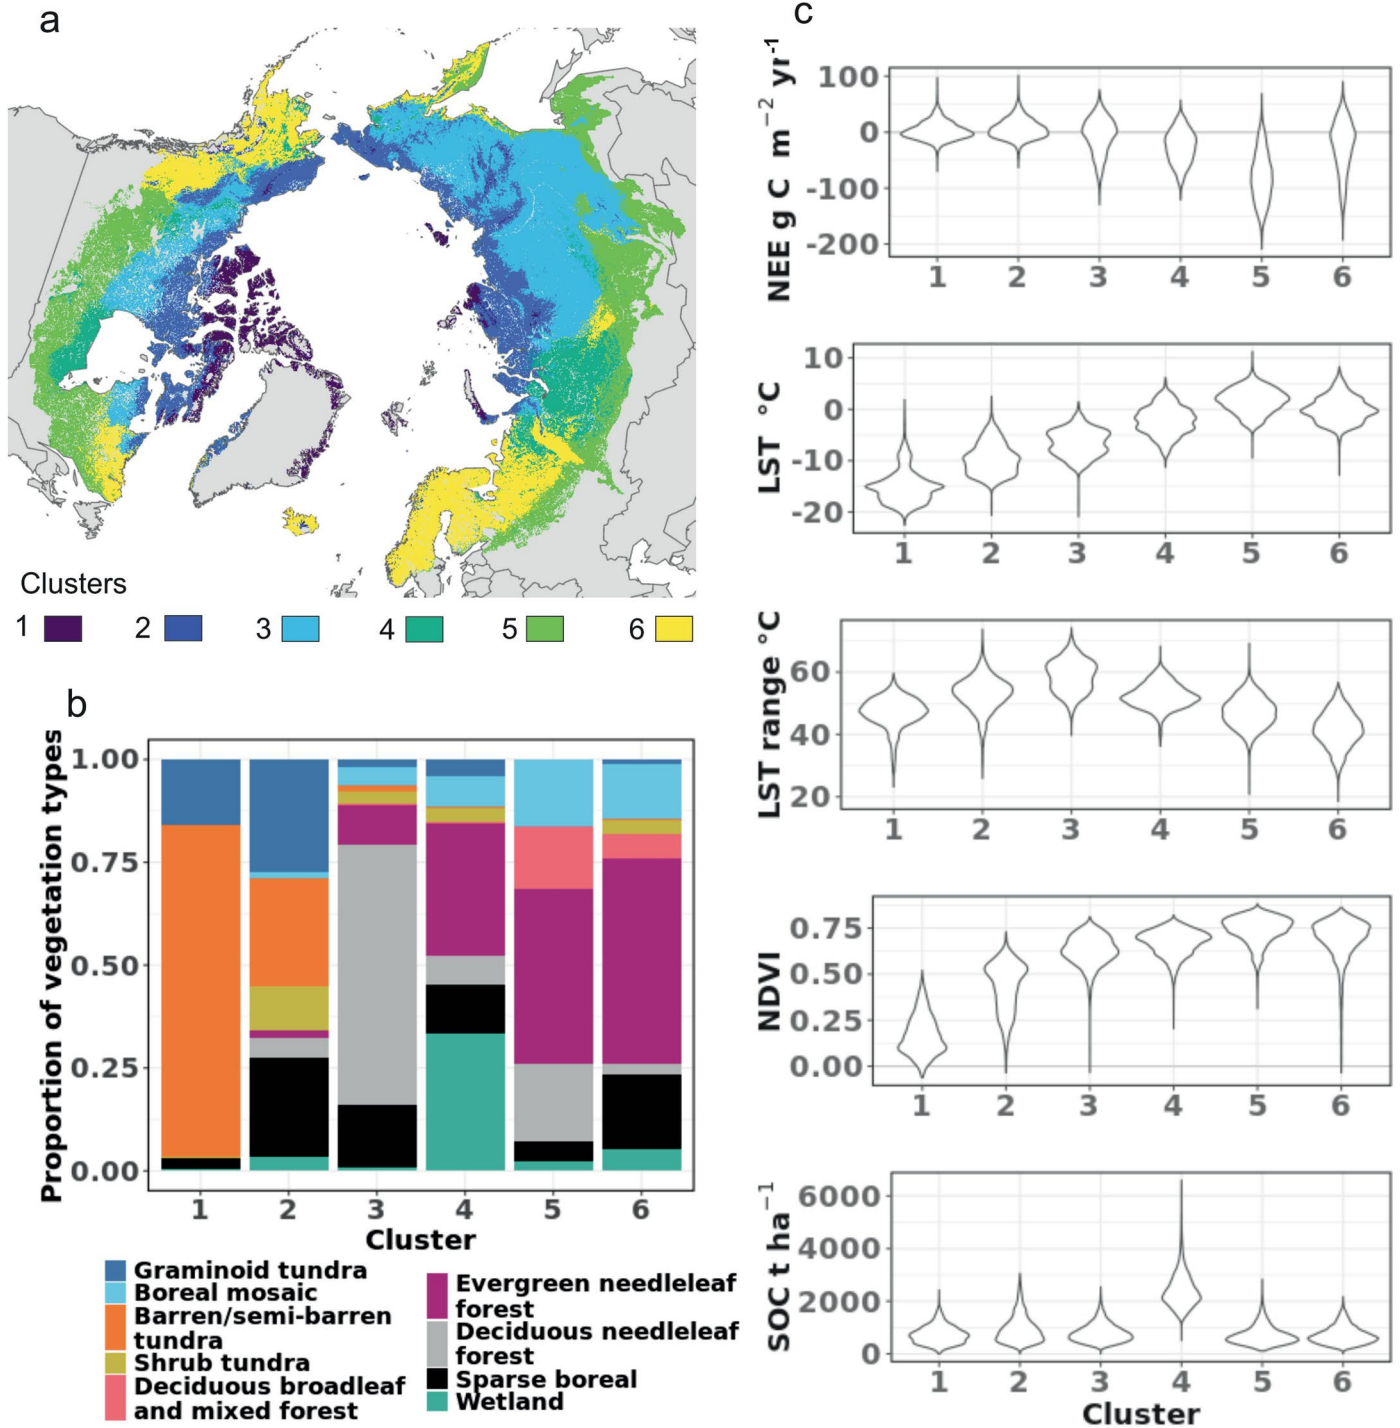 a
Clusters
1 2 3 4 5 6
b
Proportion of vegetation types
1.00
0.75
0.50
0.25
0.00
1 2 3 4 5 6
Cluster
Graminoid tundra
Boreal mosaic
Barren/semi-barren
tundra
Shrub tundra
Deciduous broadleaf
and mixed forest
Evergreen needleleaf
forest
Deciduous needleleaf
forest
Sparse boreal
Wetland
c
NEE g C m⁻² yr⁻¹
100
0
-100
-200
1 2 3 4 5 6
LST °C
10
0
-10
-20
1 2 3 4 5 6
LST range °C
60
40
20
1 2 3 4 5 6
NDVI
0.75
0.50
0.25
0.00
1 2 3 4 5 6
SOC t ha⁻¹
6000
4000
2000
0
1 2 3 4 5 6
Cluster